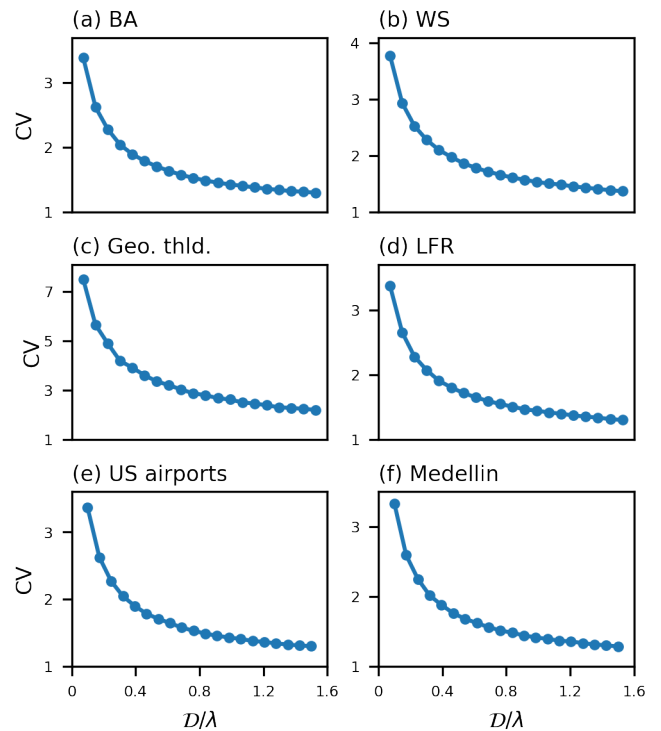 (a) BA
(b) WS
CV
3
2
1
4
3
2
1
(c) Geo. thld.
(d) LFR
CV
7
5
3
1
3
2
1
(e) US airports
(f) Medellin
CV
3
2
1
3
2
1
0 0.4 0.8 1.2 1.6
0 0.4 0.8 1.2 1.6
𝒟/λ
𝒟/λ